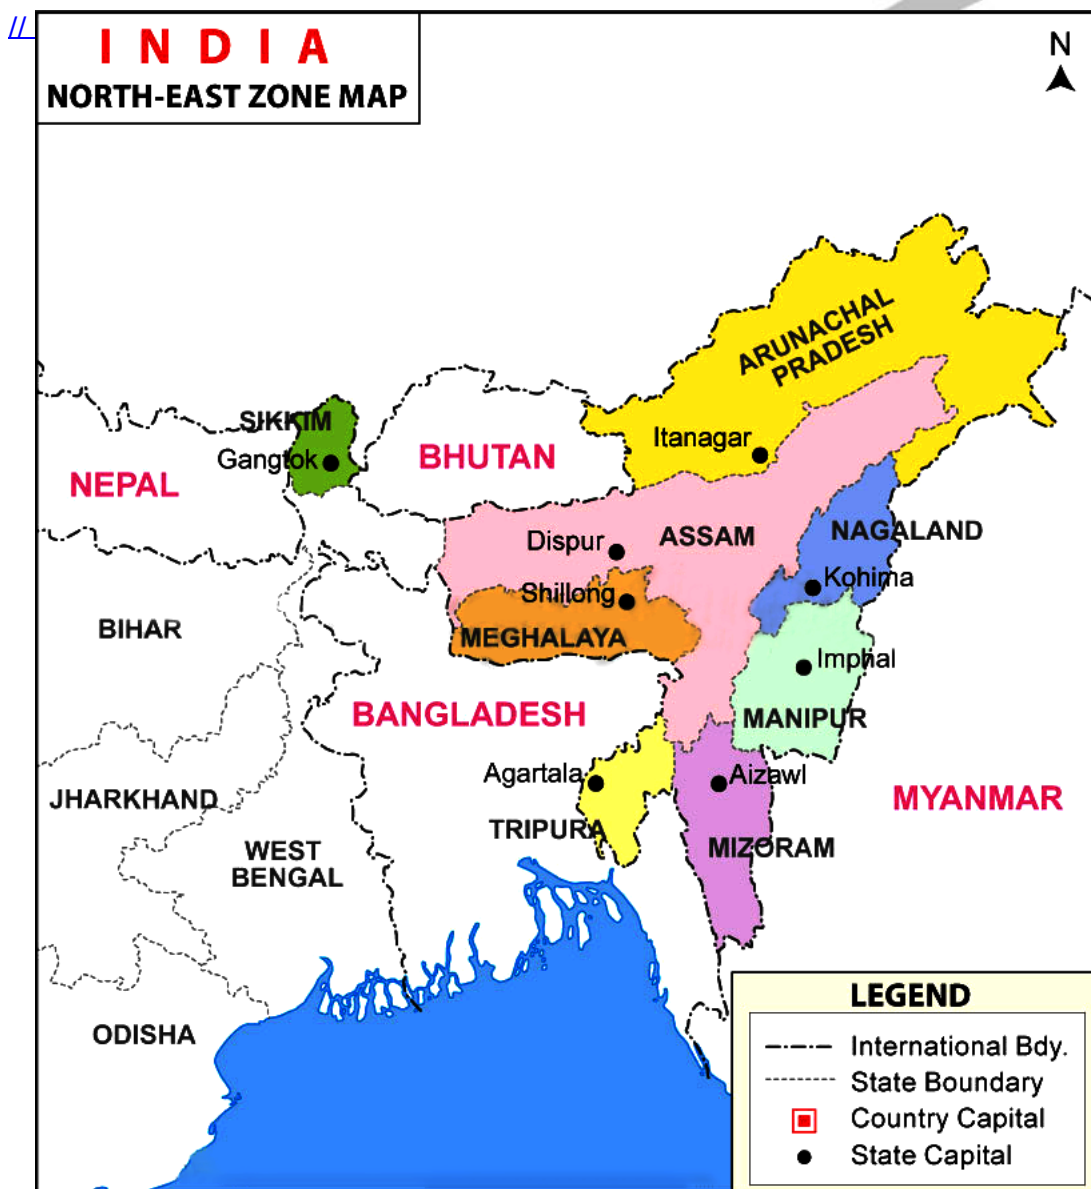 //
INDIA
NORTH-EAST ZONE MAP
N
ARUNACHAL
PRADESH
SIKKIM
Itanagar
Gangtok
BHUTAN
NEPAL
NAGALAND
Dispur
ASSAM
Kohima
Shillong
BIHAR
MEGHALAYA
Imphal
BANGLADESH
MANIPUR
Agartala
Aizawl
JHARKHAND
MYANMAR
TRIPURA
WEST
BENGAL
MIZORAM
ODISHA
LEGEND
International Bdy.
State Boundary
Country Capital
State Capital